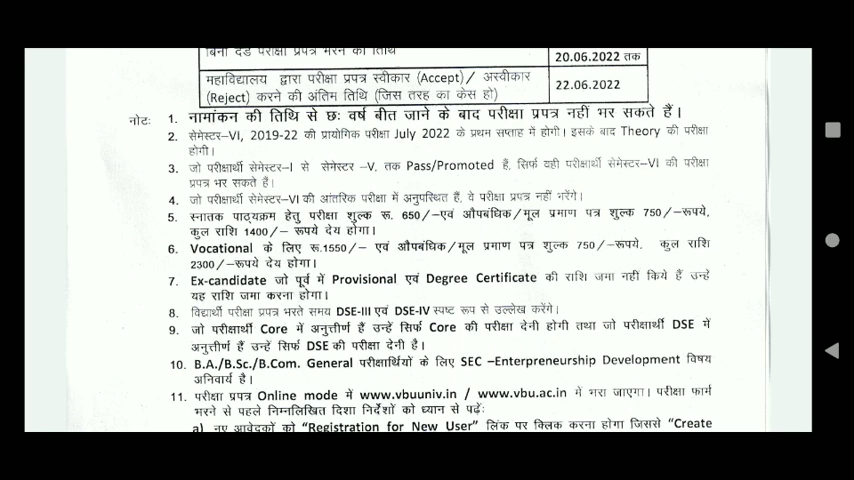 बिना दंड परीक्षा प्रपत्र भरने की तिथि
20.06.2022 तक
महाविद्यालय द्वारा परीक्षा प्रपत्र स्वीकार (Accept)/ अस्वीकार
(Reject) करने की अंतिम तिथि (जिस तरह का केस हो)
22.06.2022
नोटः 1. नामांकन की तिथि से छः वर्ष बीत जाने के बाद परीक्षा प्रपत्र नहीं भर सकते हैं।
2. सेमेस्टर–VI, 2019-22 की प्रायोगिक परीक्षा July 2022 के प्रथम सप्ताह में होगी। इसके बाद Theory की परीक्षा
होगी।
3. जो परीक्षार्थी सेमेस्टर–I से सेमेस्टर –V, तक Pass/Promoted हैं, सिर्फ वही परीक्षार्थी सेमेस्टर–VI की परीक्षा
प्रपत्र भर सकते हैं।
4. जो परीक्षार्थी सेमेस्टर–VI की आंतरिक परीक्षा में अनुपस्थित हैं, वे परीक्षा प्रपत्र नहीं भरेंगे।
5. स्नातक पाठ्यक्रम हेतु परीक्षा शुल्क रू. 650/–एवं औपबंधिक/मूल प्रमाण पत्र शुल्क 750/–रूपये,
कुल राशि 1400/– रूपये देय होगा।
6. Vocational के लिए रू.1550/– एवं औपबंधिक/मूल प्रमाण पत्र शुल्क 750/–रूपये, कुल राशि
2300/–रूपये देय होगा।
7. Ex-candidate जो पूर्व में Provisional एवं Degree Certificate की राशि जमा नहीं किये हैं उन्हें
यह राशि जमा करना होगा।
8. विद्यार्थी परीक्षा प्रपत्र भरते समय DSE-III एवं DSE-IV स्पष्ट रूप से उल्लेख करेंगे।
9. जो परीक्षार्थी Core में अनुत्तीर्ण हैं उन्हें सिर्फ Core की परीक्षा देनी होगी तथा जो परीक्षार्थी DSE में
अनुत्तीर्ण हैं उन्हें सिर्फ DSE की परीक्षा देनी है।
10. B.A./B.Sc./B.Com. General परीक्षार्थियों के लिए SEC –Enterpreneurship Development विषय
अनिवार्य है।
11. परीक्षा प्रपत्र Online mode में www.vbuuniv.in / www.vbu.ac.in में भरा जाएगा। परीक्षा फार्म
भरने से पहले निम्नलिखित दिशा निर्देशों को ध्यान से पढ़ेंः
a) नए आवेदकों को “Registration for New User” लिंक पर क्लिक करना होगा जिससे “Create